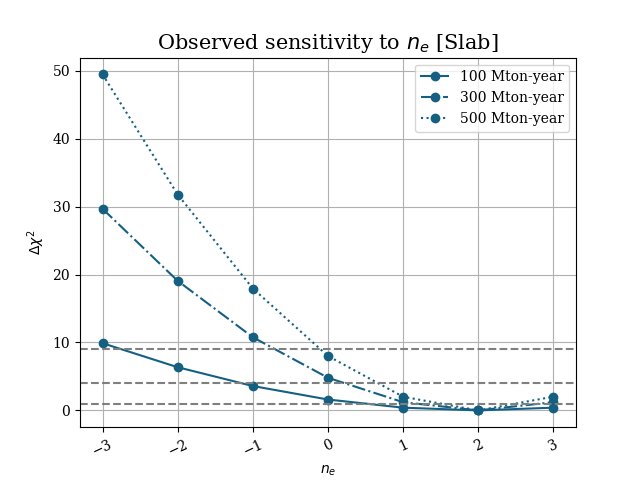 Observed sensitivity to $n_e$ [Slab]
100 Mton-year
300 Mton-year
500 Mton-year
50
40
30
20
10
0
$\Delta\chi^2$
−3 −2 −1 0 1 2 3
$n_e$